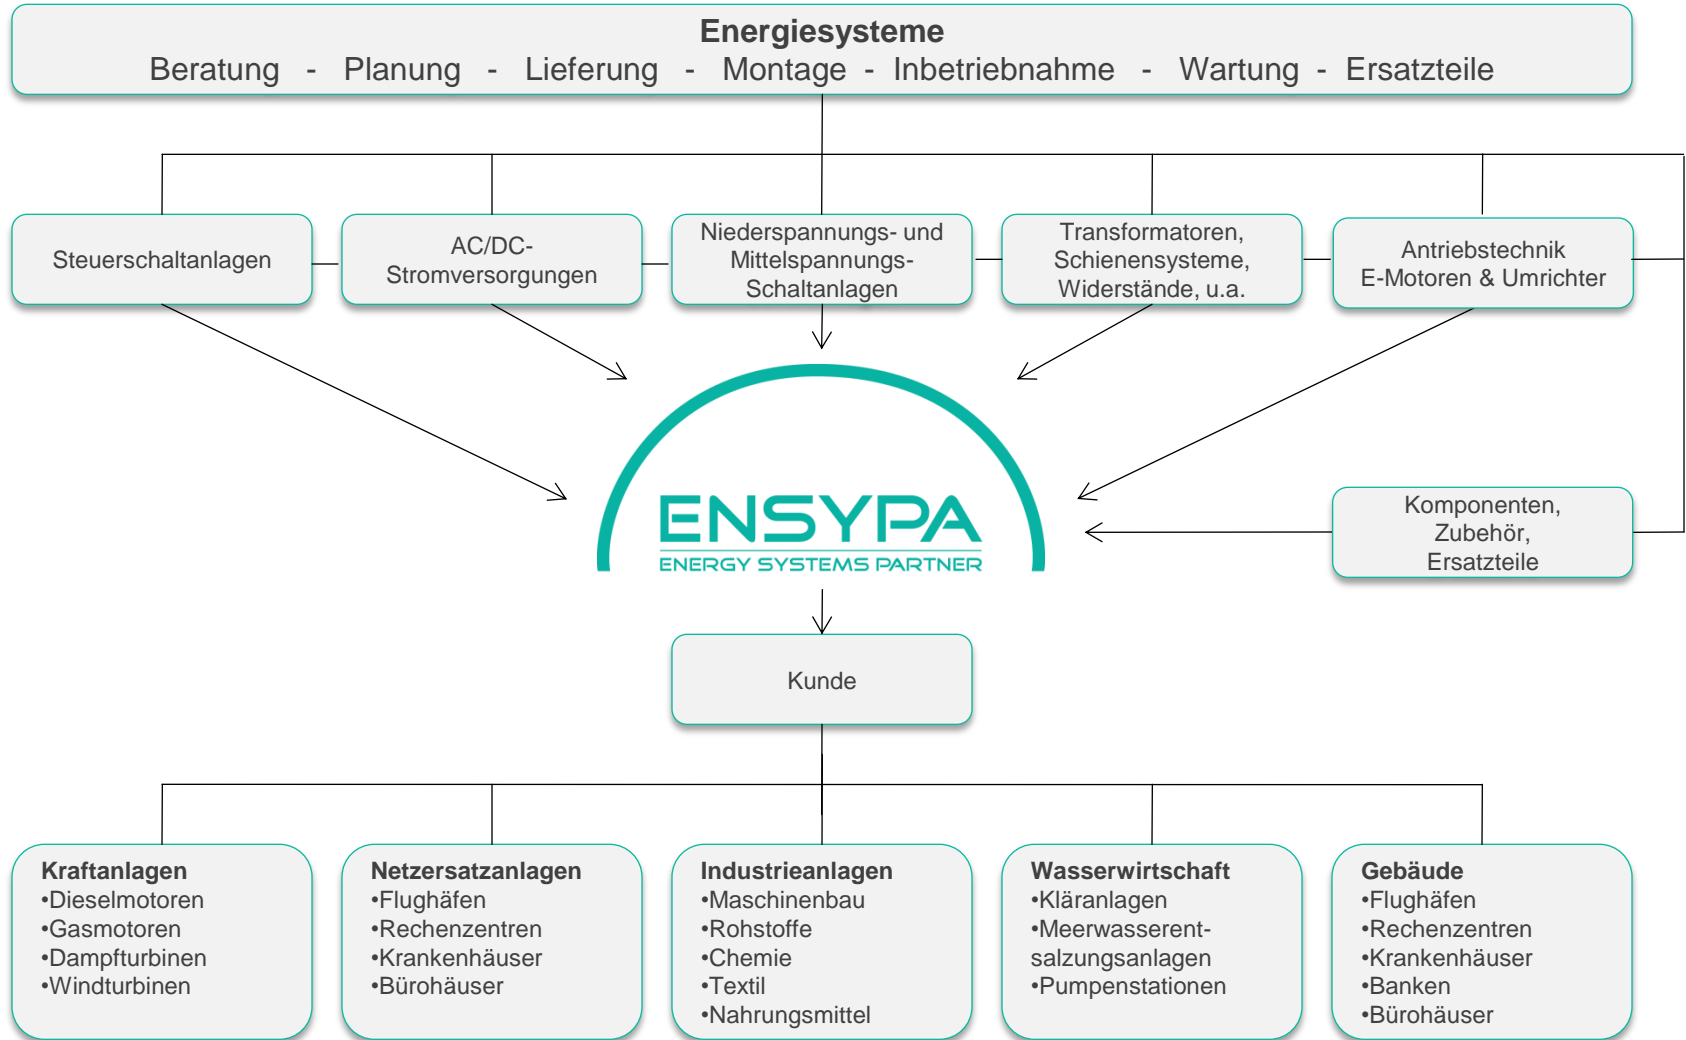 Energiesysteme
Beratung - Planung - Lieferung - Montage - Inbetriebnahme - Wartung - Ersatzteile
Steuerschaltanlagen
AC/DC-
Stromversorgungen
Niederspannungs- und
Mittelspannungs-
Schaltanlagen
Transformatoren,
Schienensysteme,
Widerstände, u.a.
Antriebstechnik
E-Motoren & Umrichter
ENSYPA
ENERGY SYSTEMS PARTNER
Komponenten,
Zubehör,
Ersatzteile
Kunde
Kraftanlagen
•Dieselmotoren
•Gasmotoren
•Dampfturbinen
•Windturbinen
Netzersatzanlagen
•Flughäfen
•Rechenzentren
•Krankenhäuser
•Bürohäuser
Industrieanlagen
•Maschinenbau
•Rohstoffe
•Chemie
•Textil
•Nahrungsmittel
Wasserwirtschaft
•Kläranlagen
•Meerwasserent-
salzungsanlagen
•Pumpenstationen
Gebäude
•Flughäfen
•Rechenzentren
•Krankenhäuser
•Banken
•Bürohäuser